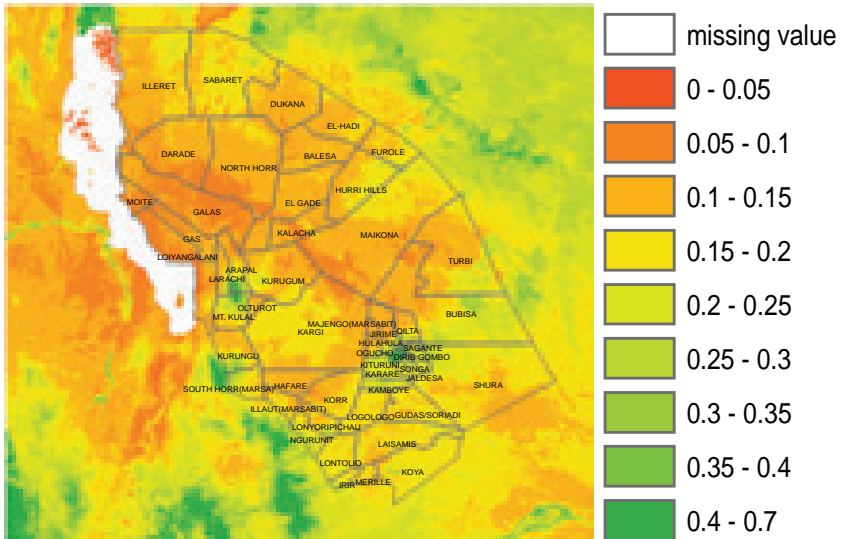 missing value
0 - 0.05
0.05 - 0.1
0.1 - 0.15
0.15 - 0.2
0.2 - 0.25
0.25 - 0.3
0.3 - 0.35
0.35 - 0.4
0.4 - 0.7
ILLERET
SABARET
DUKANA
EL-HADI
DARADE
NORTH HORR
BALESA
FUROLE
HURRI HILLS
MOITE
GALAS
EL GADE
GAS
KALACHA
MAIKONA
LOIYANGALANI
TURBI
ARAPAL
LARACHI
KURUGUM
OLTUROT
MT. KULAL
BUBISA
MAJENGO(MARSABIT)
KARGI
JIRIME
QILTA
HULAHULA
SAGANTE
OGUCHO
DIRIB GOMBO
KURUNGU
KITURUNI
SONGA
KARARE
JALDESA
SOUTH HORR(MARSA)
HAFARE
KAMBOYE
SHURA
KORR
ILLAUT(MARSABIT)
LOGOLOGO
GUDAS/SORIADI
LONYORIPICHAU
NGURUNIT
LAISAMIS
LONTOLIO
KOYA
IRIR
MERILLE